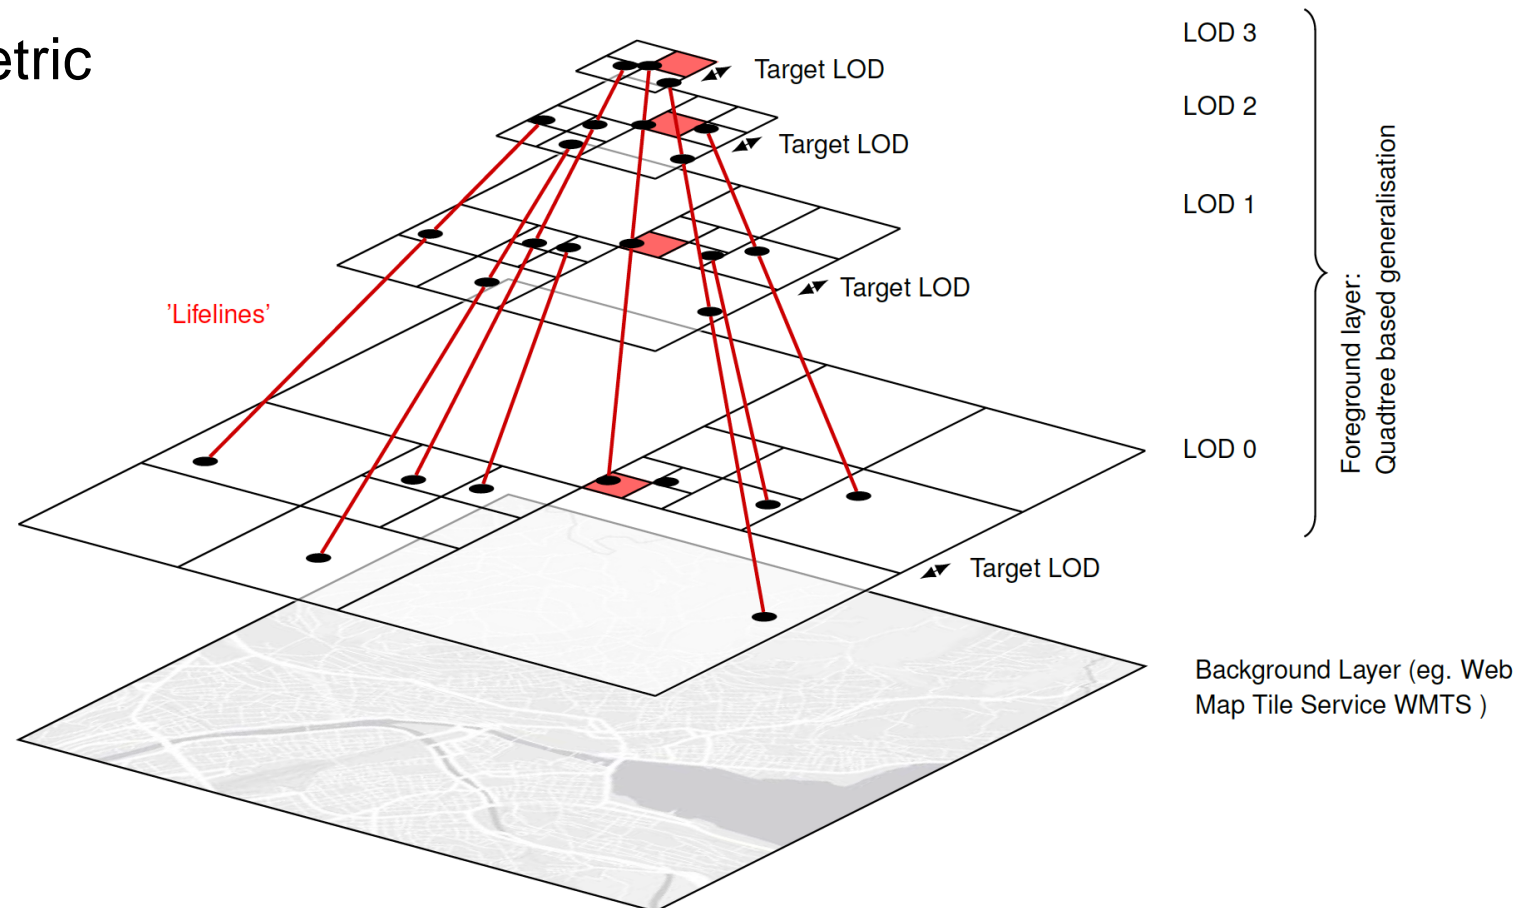 etric
LOD 3
Target LOD
LOD 2
Target LOD
LOD 1
Target LOD
'Lifelines'
LOD 0
Target LOD
Foreground layer:
Quadtree based generalisation
Background Layer (eg. Web
Map Tile Service WMTS )